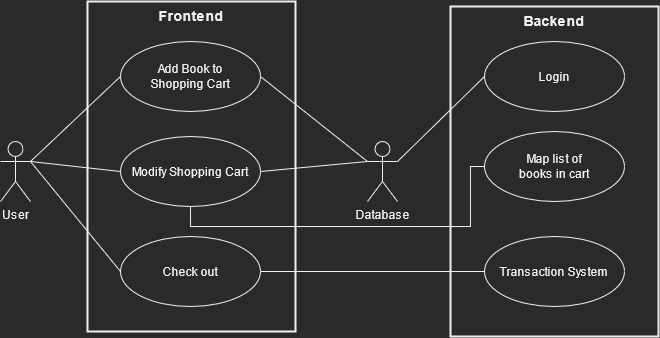 Frontend
Backend
Add Book to
Shopping Cart
Login
Modify Shopping Cart
Map list of
books in cart
User
Database
Check out
Transaction System